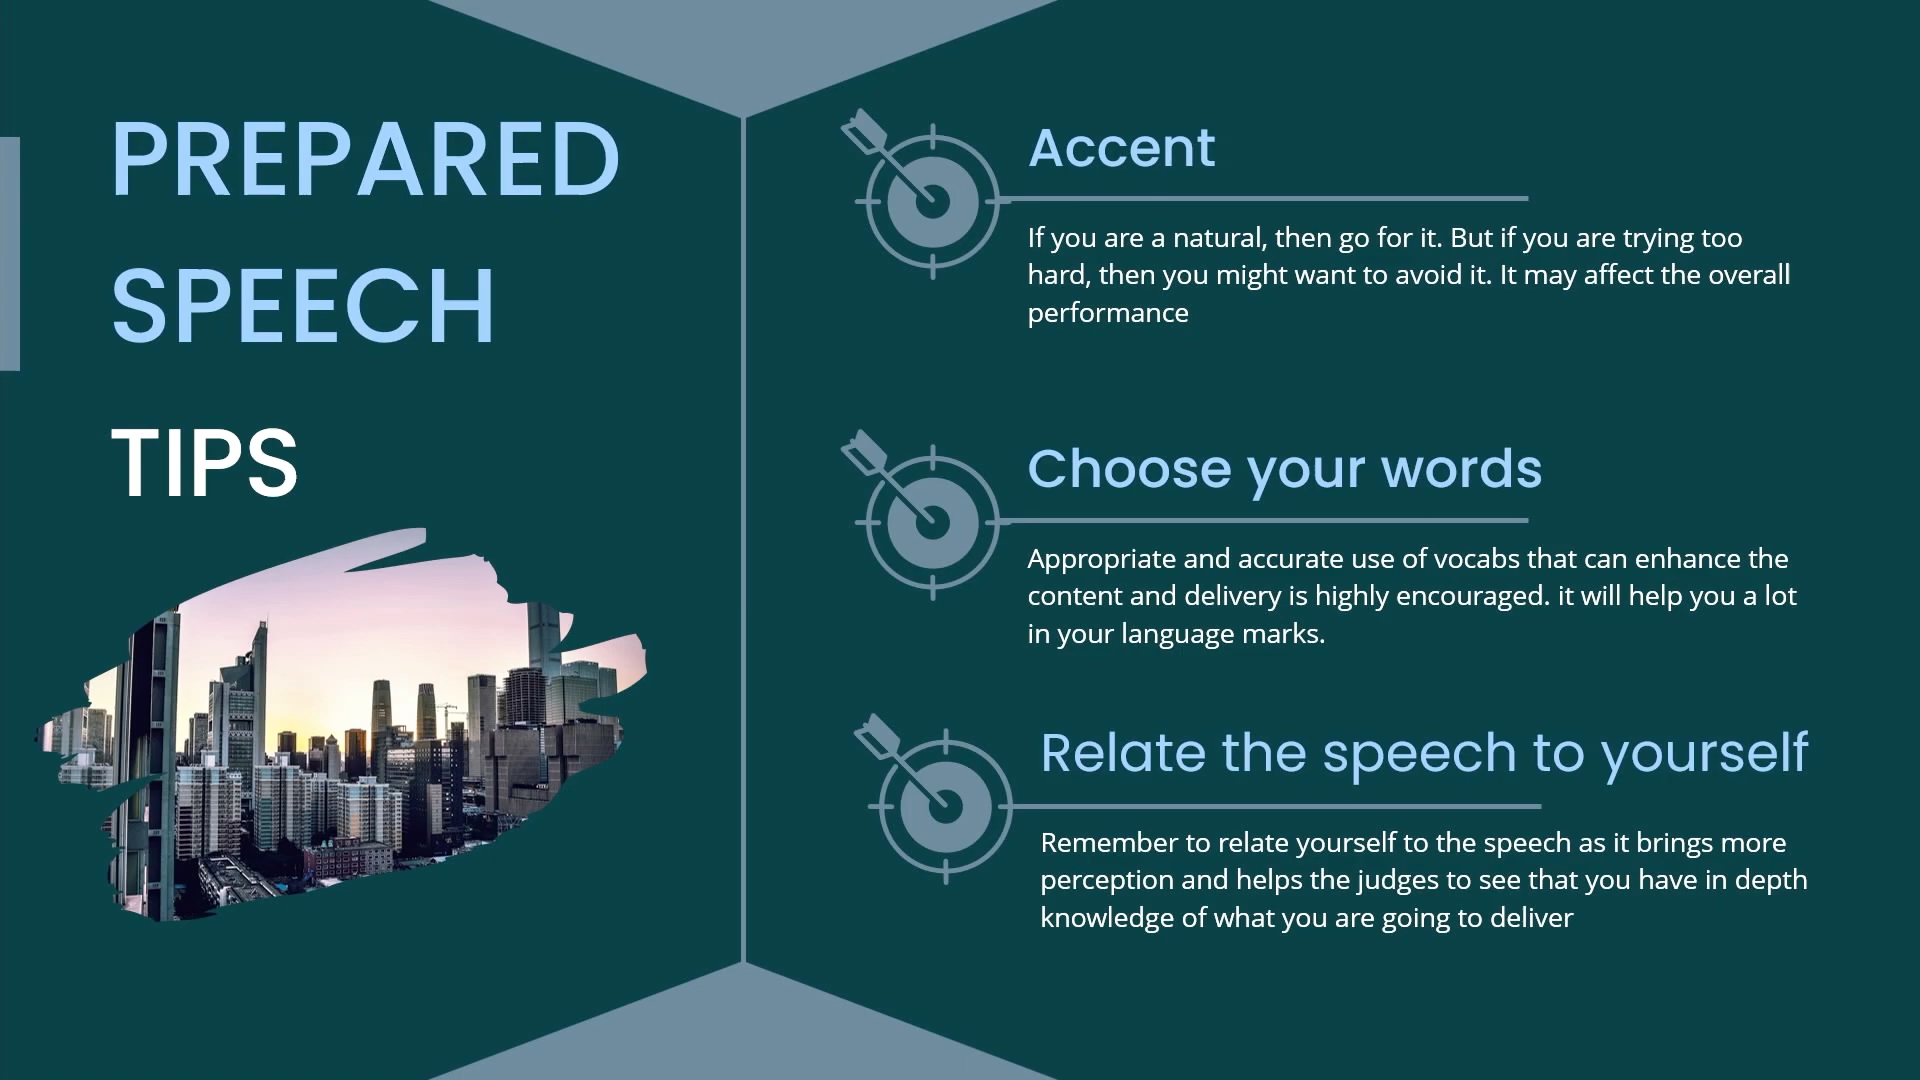 PREPARED
SPEECH
TIPS
Accent
If you are a natural, then go for it. But if you are trying too
hard, then you might want to avoid it. It may affect the overall
performance
Choose your words
Appropriate and accurate use of vocabs that can enhance the
content and delivery is highly encouraged. it will help you a lot
in your language marks.
Relate the speech to yourself
Remember to relate yourself to the speech as it brings more
perception and helps the judges to see that you have in depth
knowledge of what you are going to deliver